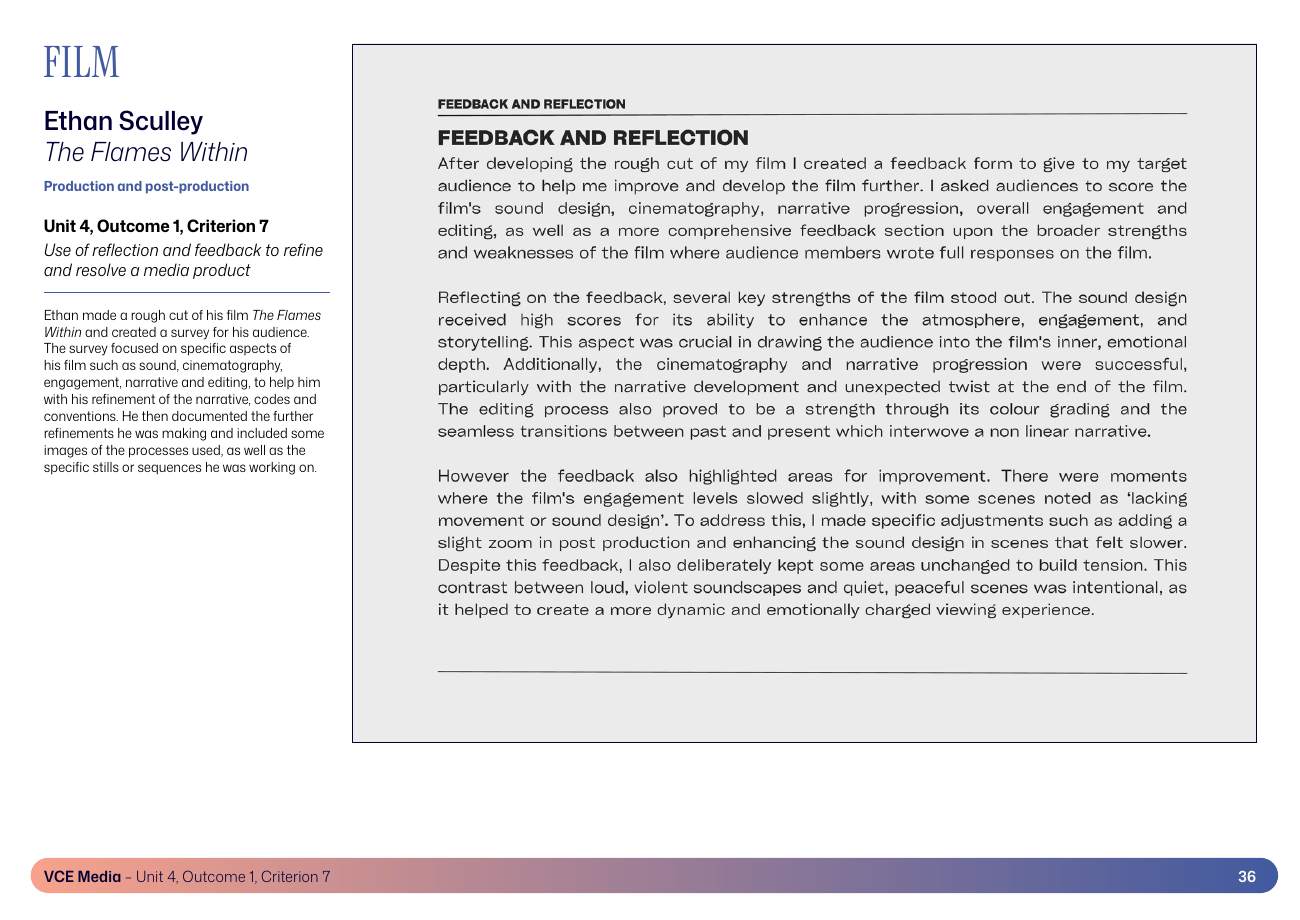 FILM
Ethan Sculley
The Flames Within
Production and post-production
Unit 4, Outcome 1, Criterion 7
Use of reflection and feedback to refine
and resolve a media product
Ethan made a rough cut of his film The Flames
Within and created a survey for his audience.
The survey focused on specific aspects of
his film such as sound, cinematography,
engagement, narrative and editing, to help him
with his refinement of the narrative, codes and
conventions. He then documented the further
refinements he was making and included some
images of the processes used, as well as the
specific stills or sequences he was working on.
FEEDBACK AND REFLECTION
FEEDBACK AND REFLECTION
After developing the rough cut of my film I created a feedback form to give to my target
audience to help me improve and develop the film further. I asked audiences to score the
film's sound design, cinematography, narrative progression, overall engagement and
editing, as well as a more comprehensive feedback section upon the broader strengths
and weaknesses of the film where audience members wrote full responses on the film.
Reflecting on the feedback, several key strengths of the film stood out. The sound design
received high scores for its ability to enhance the atmosphere, engagement, and
storytelling. This aspect was crucial in drawing the audience into the film's inner, emotional
depth. Additionally, the cinematography and narrative progression were successful,
particularly with the narrative development and unexpected twist at the end of the film.
The editing process also proved to be a strength through its colour grading and the
seamless transitions between past and present which interwove a non linear narrative.
However the feedback also highlighted areas for improvement. There were moments
where the film's engagement levels slowed slightly, with some scenes noted as ‘lacking
movement or sound design’. To address this, I made specific adjustments such as adding a
slight zoom in post production and enhancing the sound design in scenes that felt slower.
Despite this feedback, I also deliberately kept some areas unchanged to build tension. This
contrast between loud, violent soundscapes and quiet, peaceful scenes was intentional, as
it helped to create a more dynamic and emotionally charged viewing experience.
VCE Media – Unit 4, Outcome 1, Criterion 7
36